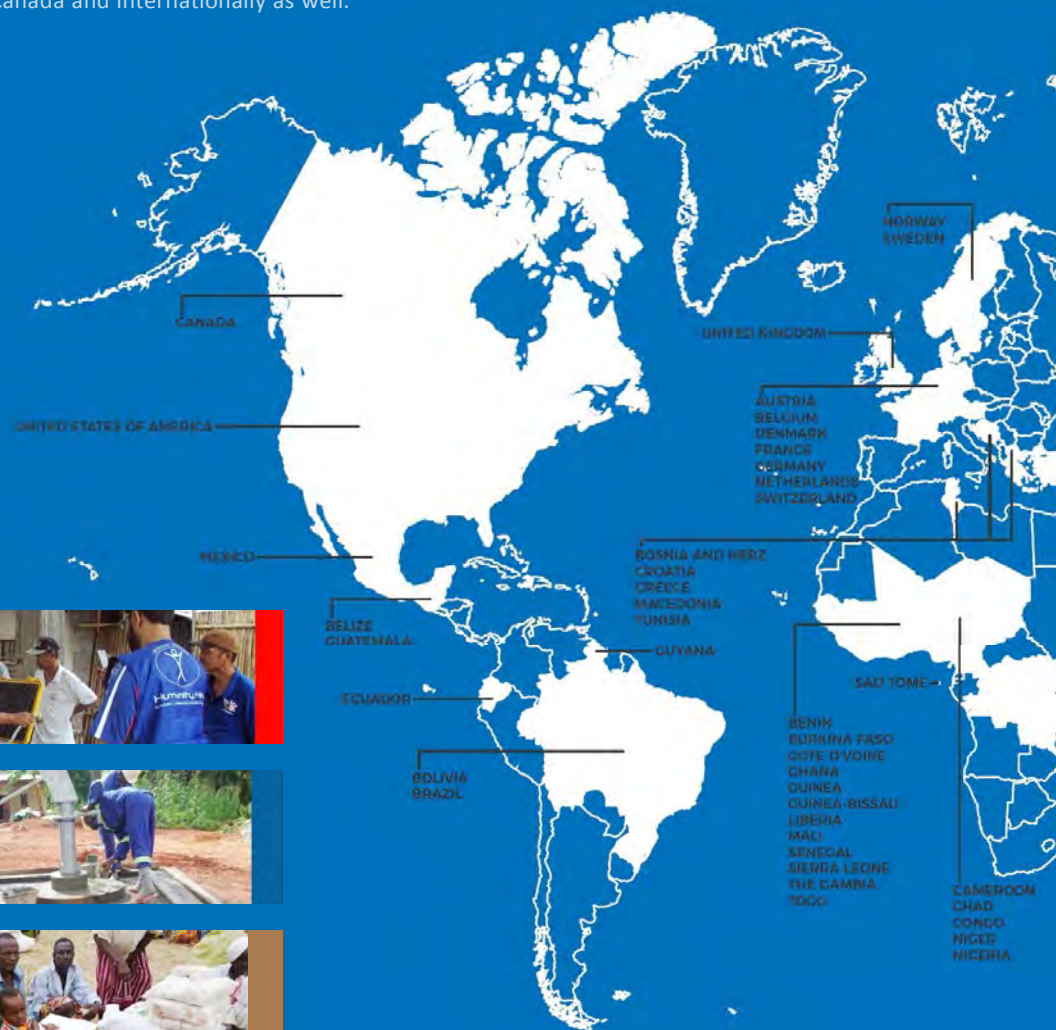 Canada and internationally as well.
NORWAY
SWEDEN
CANADA
UNITED KINGDOM
AUSTRIA
BELGIUM
DENMARK
FRANCE
GERMANY
NETHERLANDS
SWITZERLAND
UNITED STATES OF AMERICA
MEXICO
BOSNIA AND HERZ
CROATIA
GREECE
MACEDONIA
TUNISIA
BELIZE
GUATEMALA
GUYANA
ECUADOR
SAO TOME
BOLIVIA
BRAZIL
BENIN
BURKINA FASO
COTE D'VOINE
GHANA
GUINEA
GUINEA-BISSAU
LIBERIA
MALI
SENEGAL
SIERRA LEONE
THE GAMBIA
TOGO
CAMEROON
CHAD
CONGO
NIGER
NIGERIA